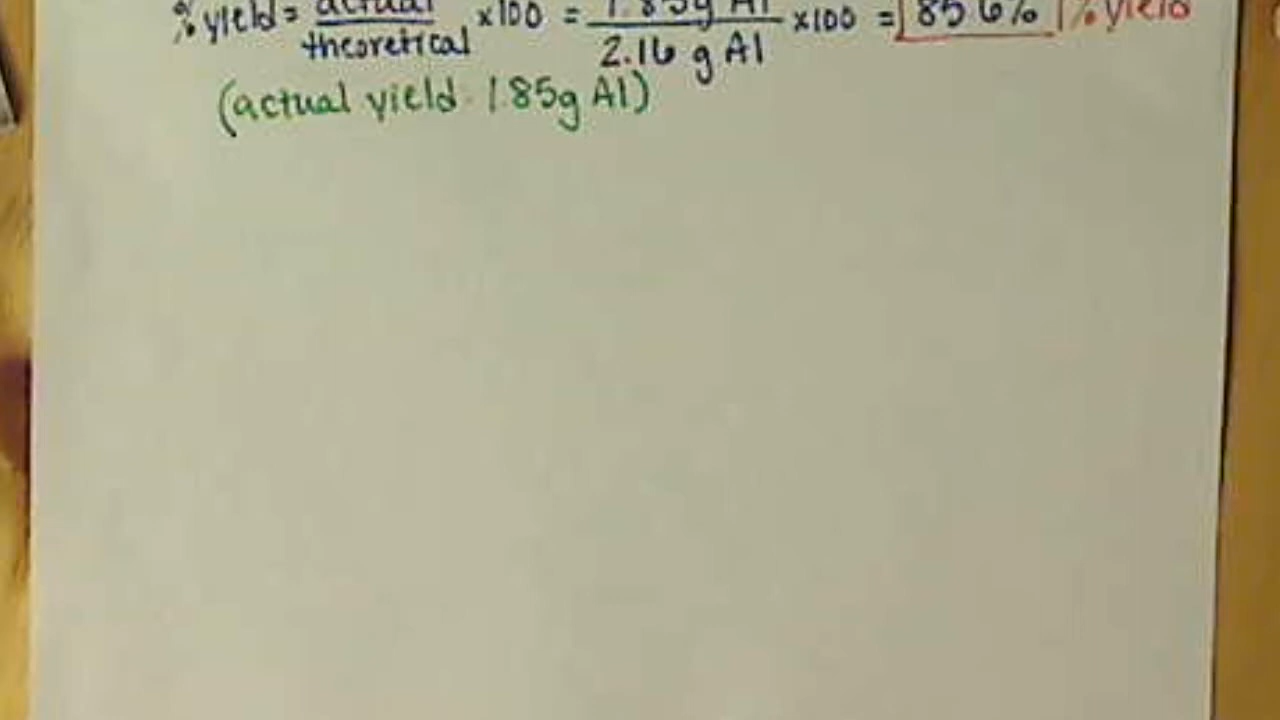 % yield = actual/theoretical x100 = 1.85g Al/2.16 g Al x100 = 85.6% % yield
(actual yield: 1.85g Al)